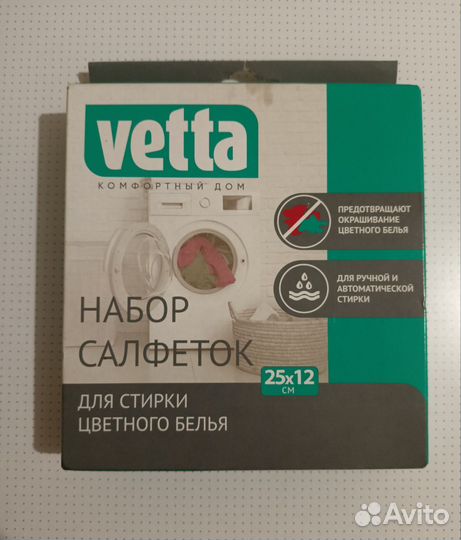 vetta
КОМФОРТНЫЙ ДОМ
ПРЕДОТВРАЩАЮТ
ОКРАШИВАНИЕ
ЦВЕТНОГО БЕЛЬЯ
ДЛЯ РУЧНОЙ И
АВТОМАТИЧЕСКОЙ
СТИРКИ
НАБОР
САЛФЕТОК
25х12
СМ
ДЛЯ СТИРКИ
ЦВЕТНОГО БЕЛЬЯ
Avito